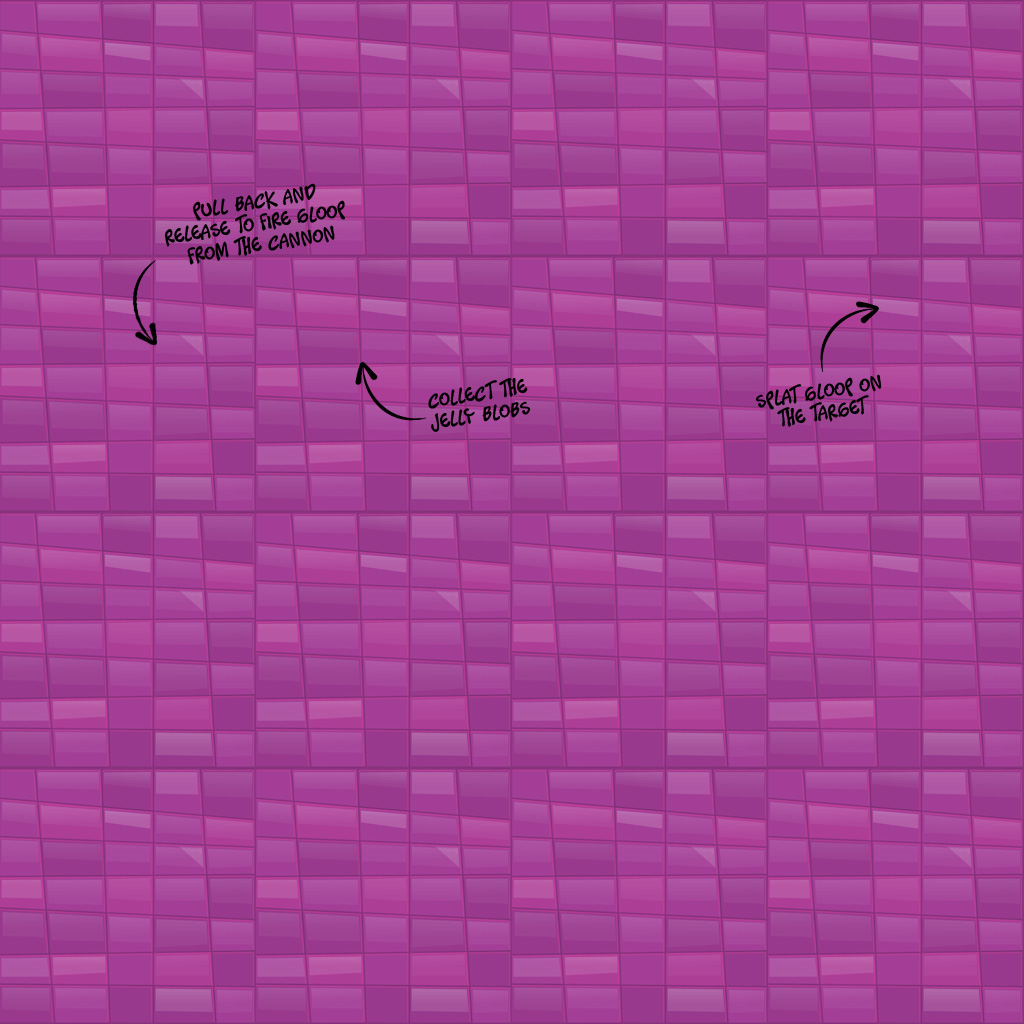 PULL BACK AND
RELEASE TO FIRE GLOOP
FROM THE CANNON
COLLECT THE
JELLY BLOBS
SPLAT GLOOP ON
THE TARGET